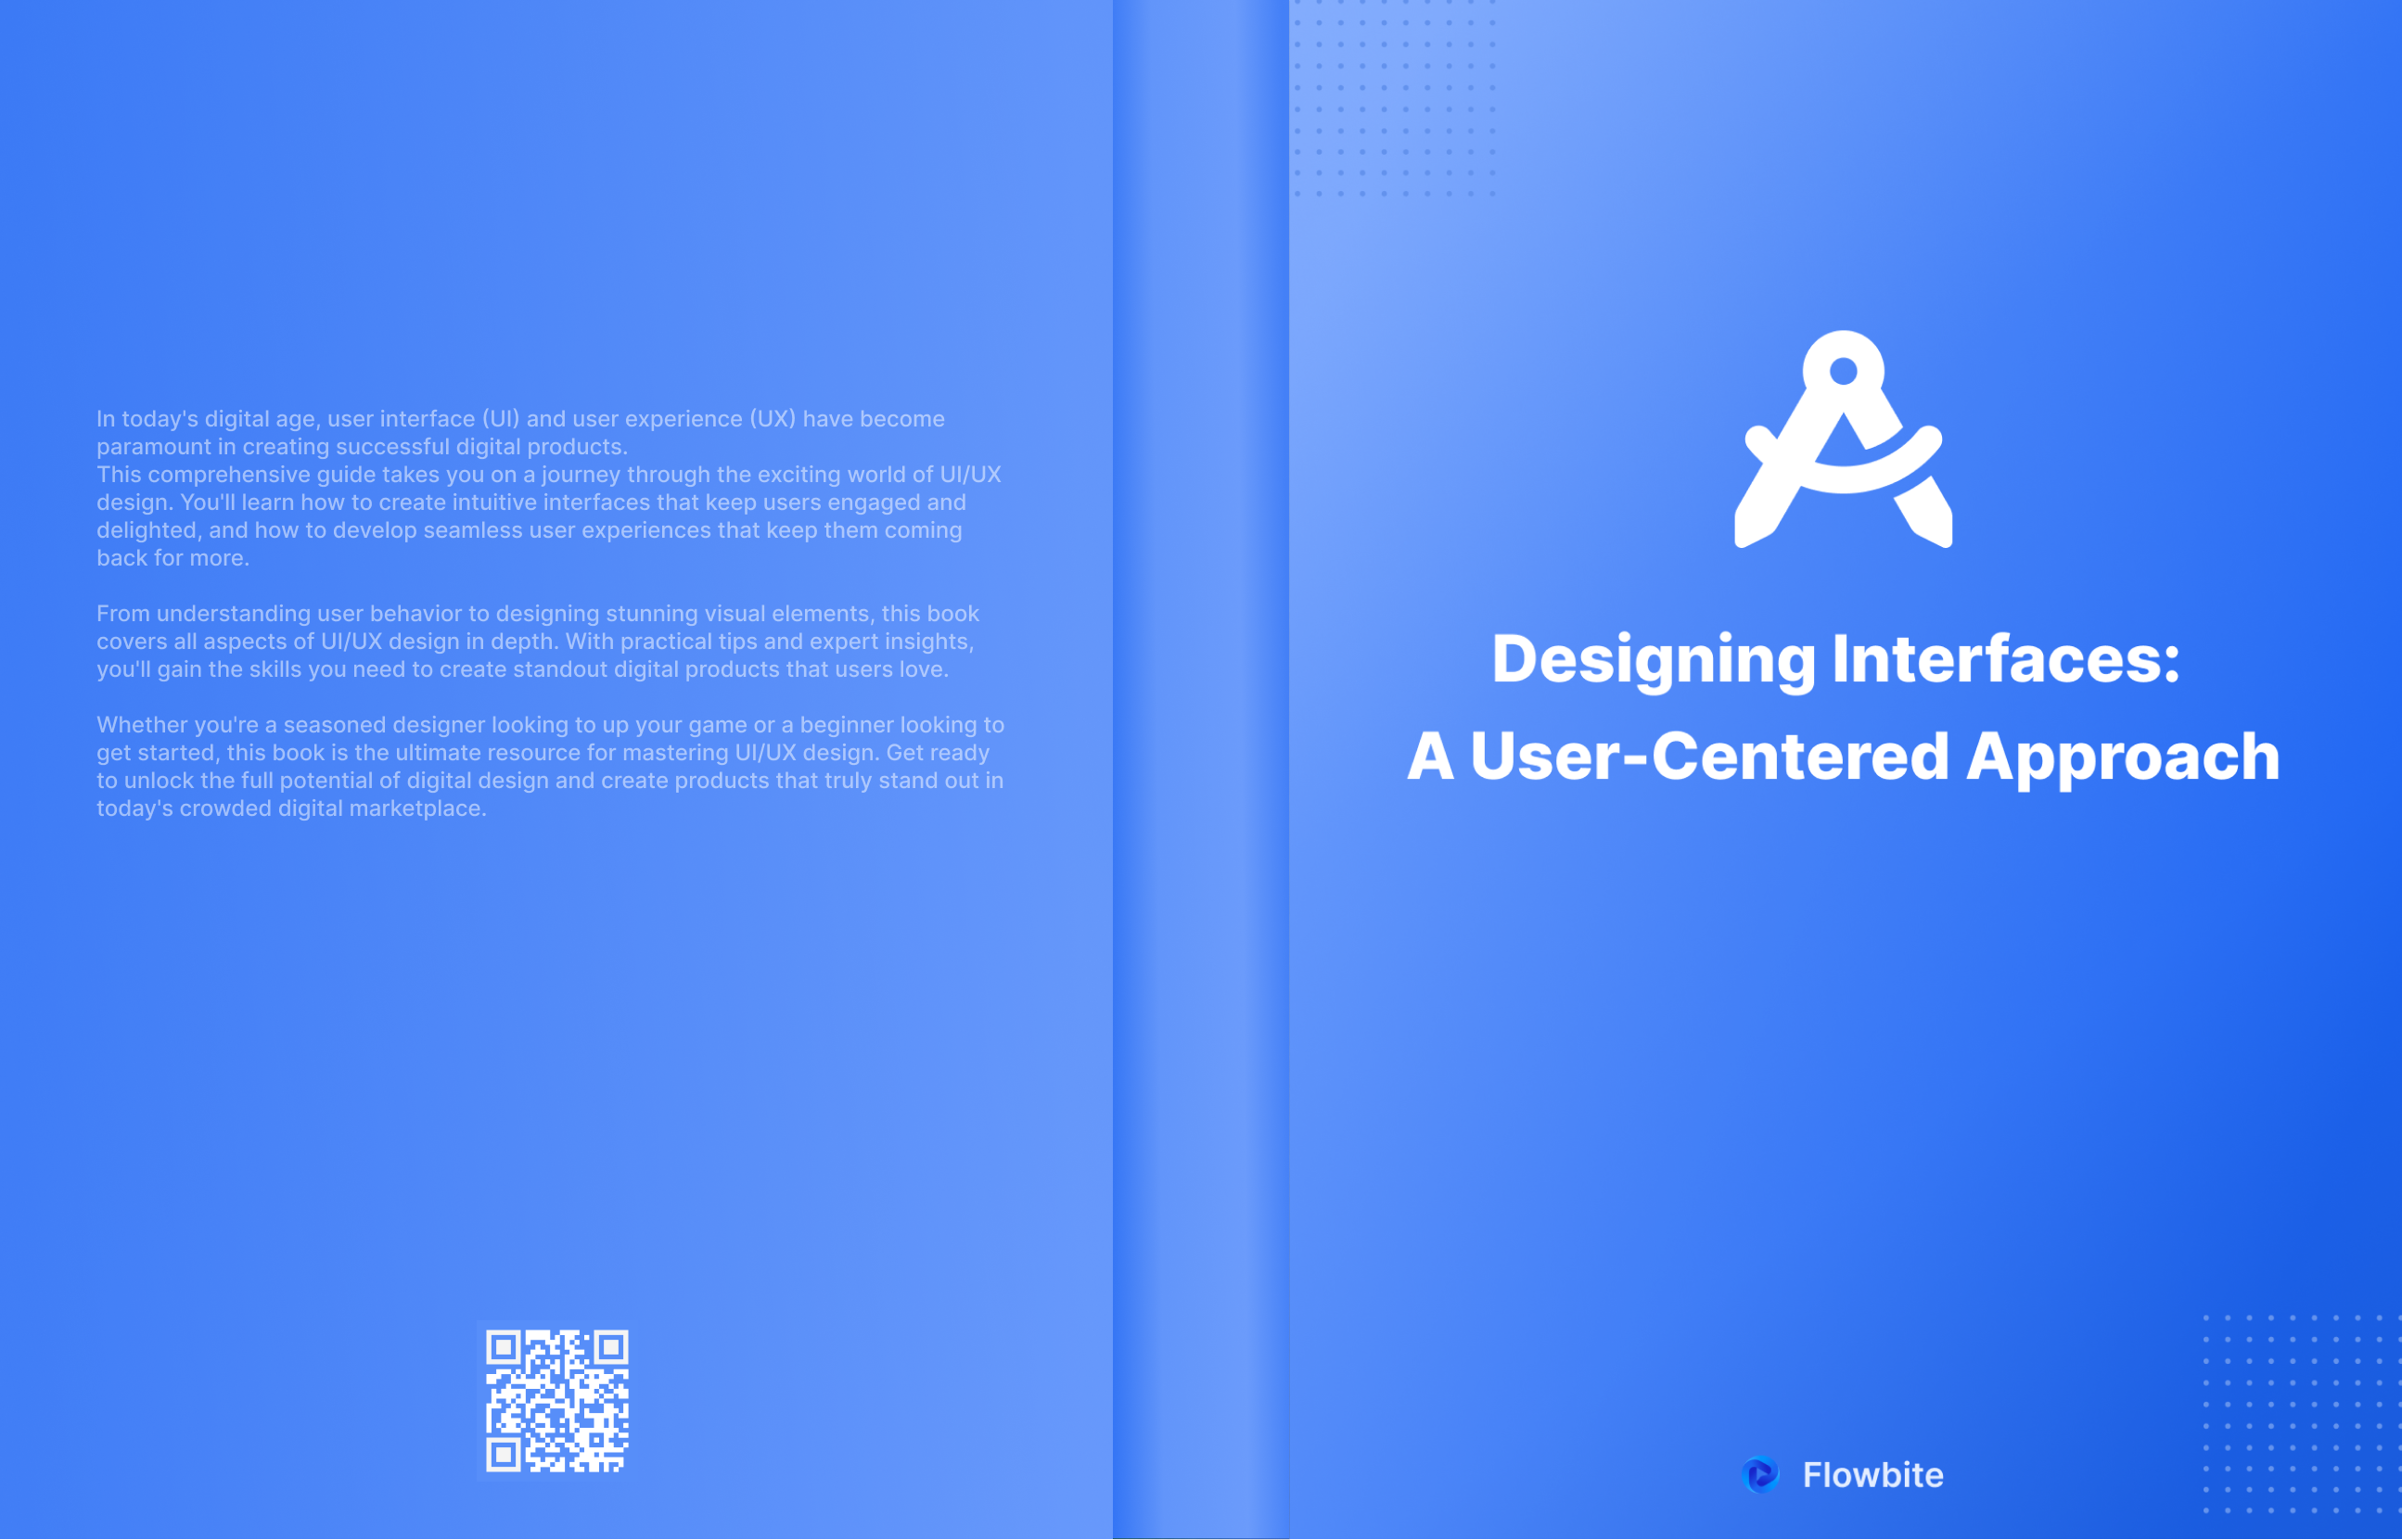 In today's digital age, user interface (UI) and user experience (UX) have become
paramount in creating successful digital products.
This comprehensive guide takes you on a journey through the exciting world of UI/UX
design. You'll learn how to create intuitive interfaces that keep users engaged and
delighted, and how to develop seamless user experiences that keep them coming
back for more.
From understanding user behavior to designing stunning visual elements, this book
covers all aspects of UI/UX design in depth. With practical tips and expert insights,
you'll gain the skills you need to create standout digital products that users love.
Whether you're a seasoned designer looking to up your game or a beginner looking to
get started, this book is the ultimate resource for mastering UI/UX design. Get ready
to unlock the full potential of digital design and create products that truly stand out in
today's crowded digital marketplace.
Designing Interfaces:
A User-Centered Approach
Flowbite